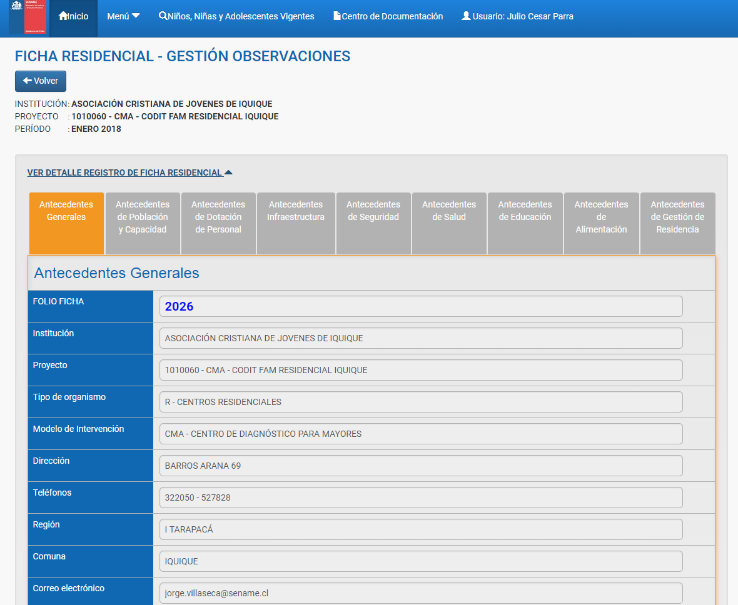 Inicio Menú Niños, Niñas y Adolescentes Vigentes Centro de Documentación Usuario: Julio Cesar Parra
FICHA RESIDENCIAL - GESTIÓN OBSERVACIONES
Volver
INSTITUCIÓN: ASOCIACIÓN CRISTIANA DE JOVENES DE IQUIQUE
PROYECTO : 1010060 - CMA - CODIT FAM RESIDENCIAL IQUIQUE
PERÍODO : ENERO 2018
VER DETALLE REGISTRO DE FICHA RESIDENCIAL
Antecedentes
Generales
Antecedentes
de Población
y Capacidad
Antecedentes
de Dotación
de Personal
Antecedentes
Infraestructura
Antecedentes
de Seguridad
Antecedentes
de Salud
Antecedentes
de Educación
Antecedentes
de
Alimentación
Antecedentes
de Gestión de
Residencia
Antecedentes Generales
FOLIO FICHA 2026
Institución ASOCIACIÓN CRISTIANA DE JOVENES DE IQUIQUE
Proyecto 1010060 - CMA - CODIT FAM RESIDENCIAL IQUIQUE
Tipo de organismo R - CENTROS RESIDENCIALES
Modelo de Intervención CMA - CENTRO DE DIAGNÓSTICO PARA MAYORES
Dirección BARROS ARANA 69
Teléfonos 322050 - 527828
Región I TARAPACÁ
Comuna IQUIQUE
Correo electrónico jorge.villaseca@sename.cl